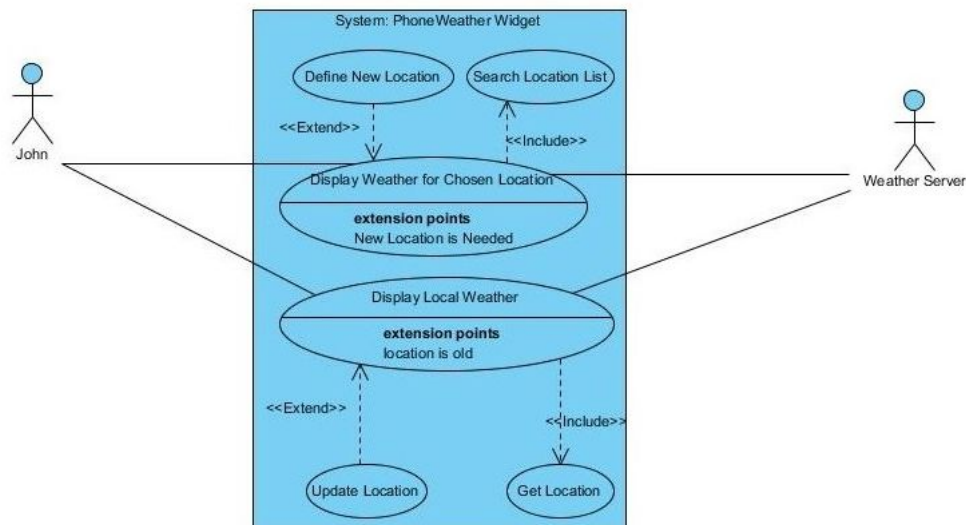 System: PhoneWeather Widget
Define New Location
Search Location List
<<Extend>>
<<Include>>
John
Weather Server
Display Weather for Chosen Location
extension points
New Location is Needed
Display Local Weather
extension points
location is old
<<Extend>>
<<Include>>
Update Location
Get Location